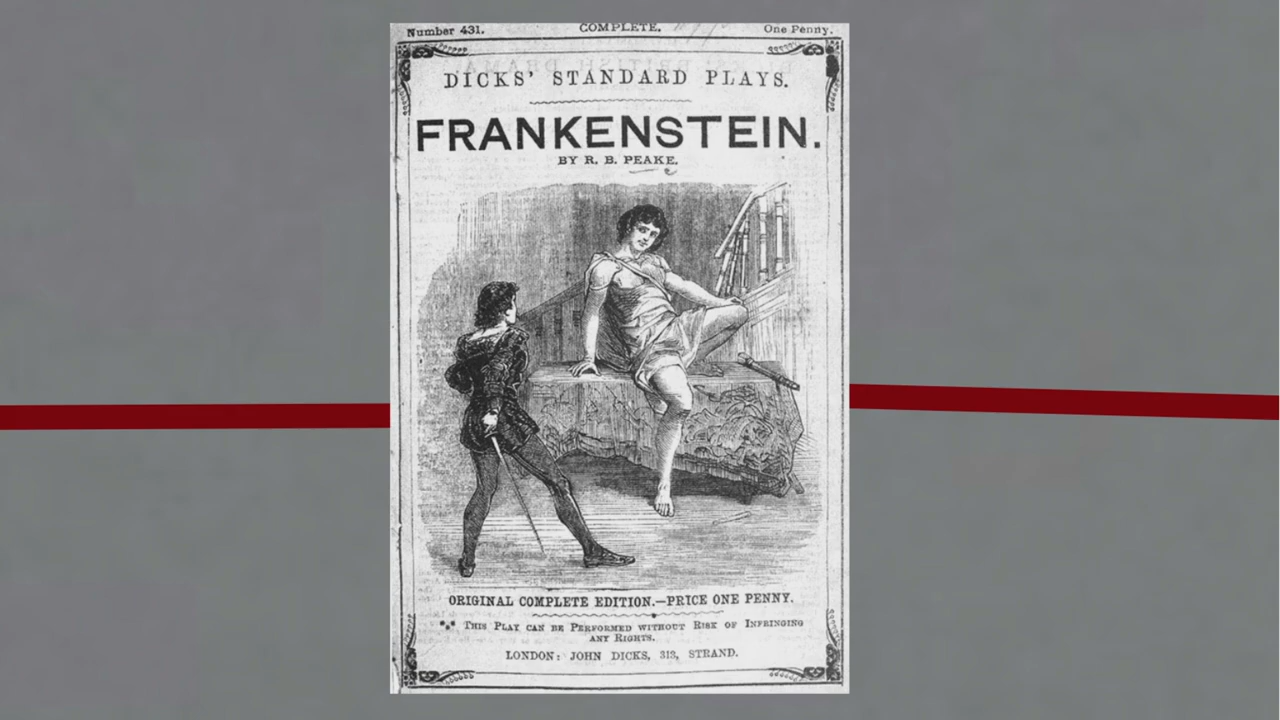 Number 431.
COMPLETE.
One Penny.
DICKS' STANDARD PLAYS.
FRANKENSTEIN.
BY R. B. PEAKE.
ORIGINAL COMPLETE EDITION.—PRICE ONE PENNY.
*⁎* THIS PLAY CAN BE PERFORMED WITHOUT RISK OF INFRINGING
ANY RIGHTS.
LONDON: JOHN DICKS, 313, STRAND.